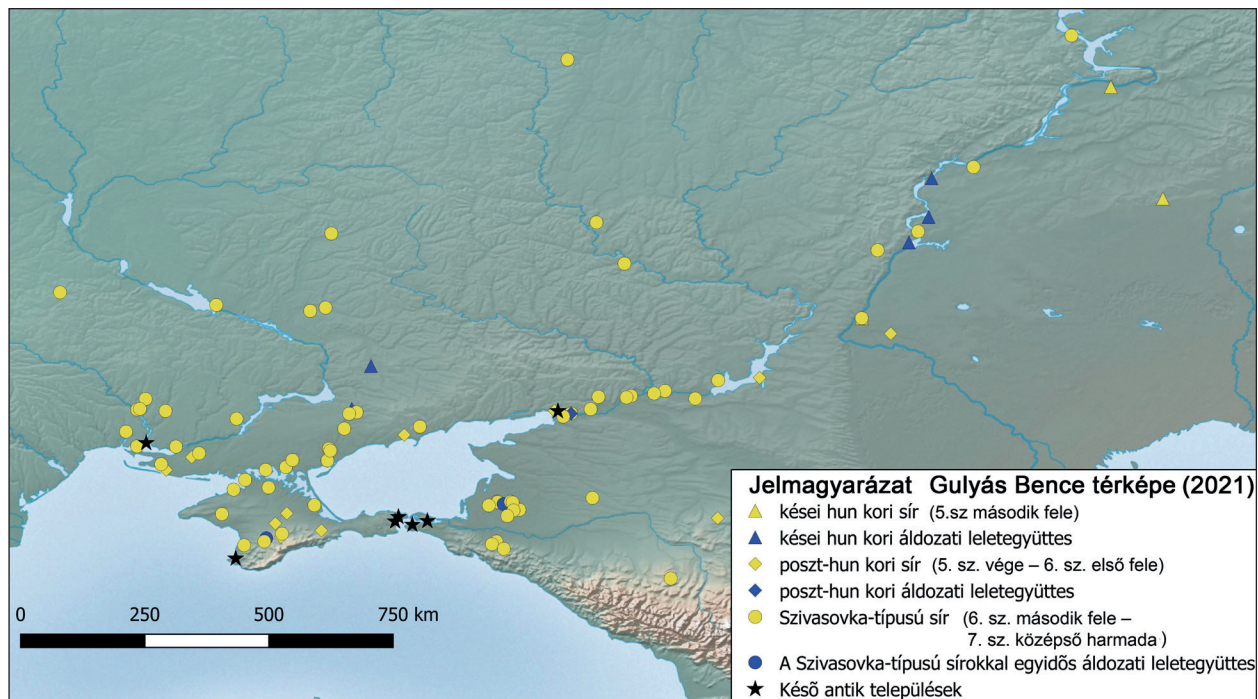 Jelmagyarázat Gulyás Bence térképe (2021)
kései hun kori sír (5.sz második fele)
kései hun kori áldozati leletegyüttes
poszt-hun kori sír (5. sz. vége – 6. sz. első fele)
poszt-hun kori áldozati leletegyüttes
Szivasovka-típusú sír (6. sz. második fele –
7. sz. középső harmada )
A Szivasovka-típusú sírokkal egyidõs áldozati leletegyüttes
Késõ antik települések
0 250 500 750 km